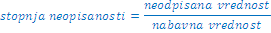 stopnja neopisanosti = neodpisana vrednost / nabavna vrednost